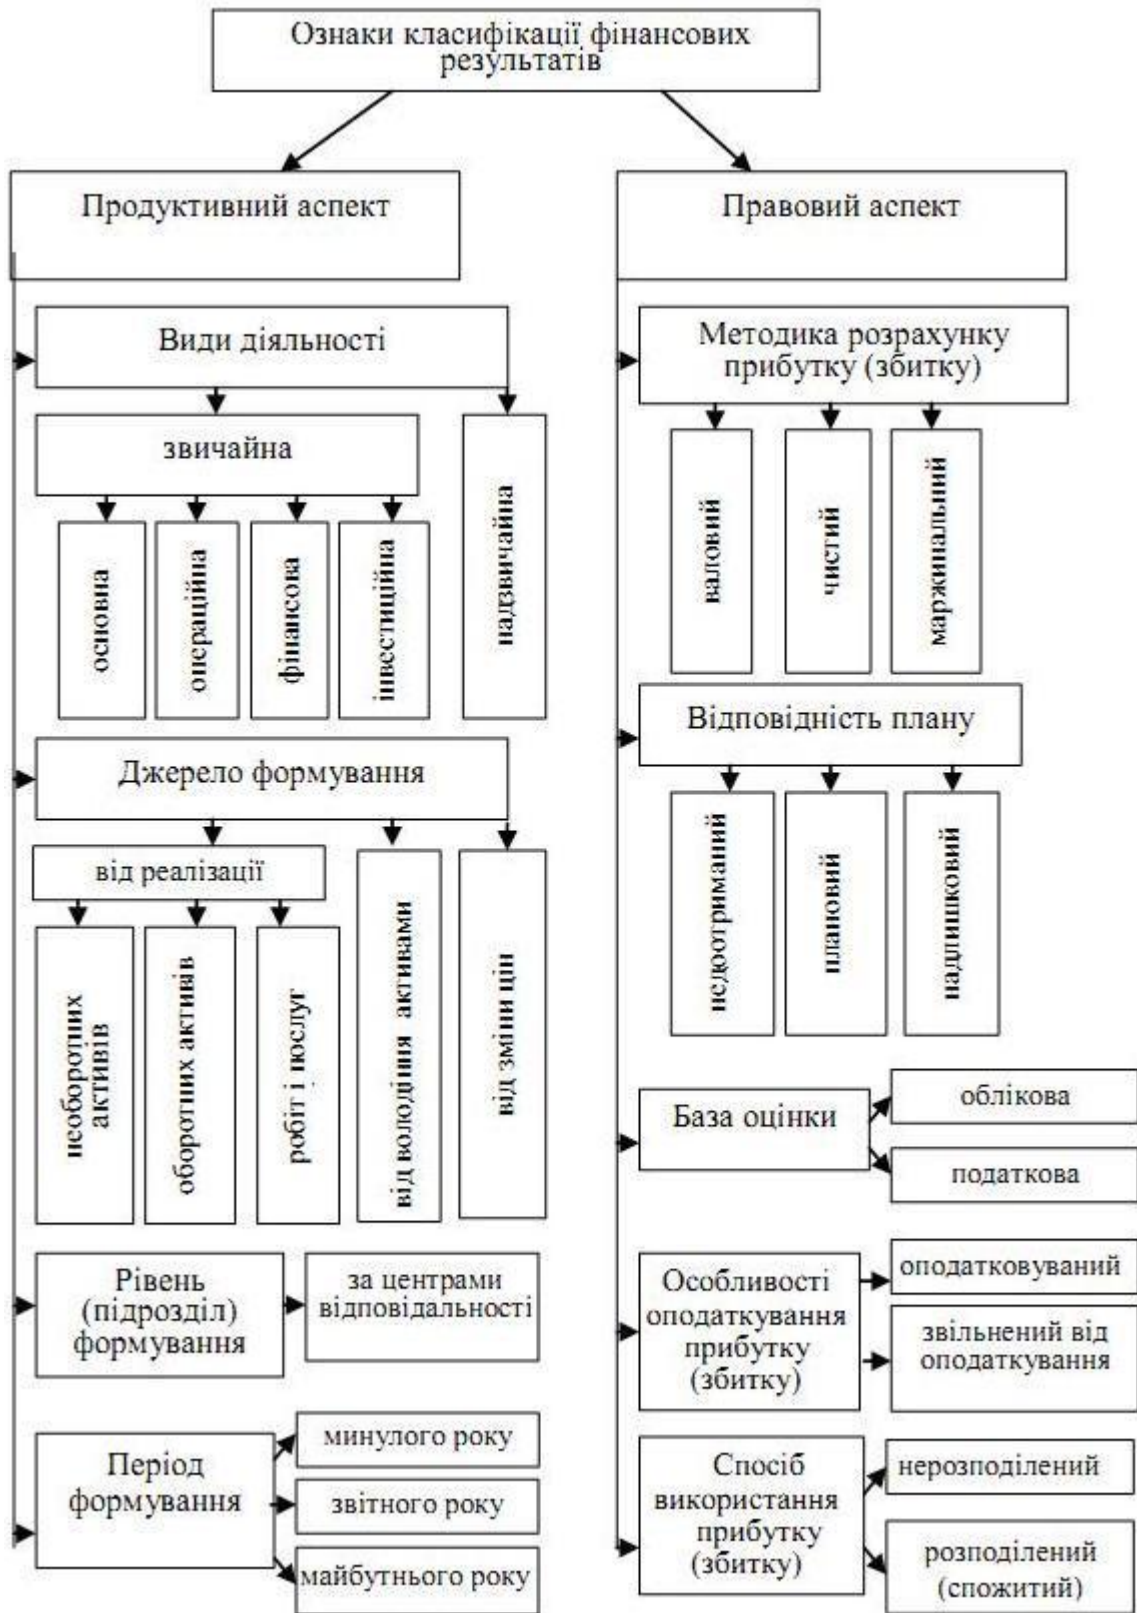 Ознаки класифікації фінансових
результатів
Продуктивний аспект
Види діяльності
звичайна
основна
операційна
фінансова
інвестиційна
надзвичайна
Джерело формування
від реалізації
необоротних
активів
оборотних активів
робіт і послуг
від володіння активами
від зміни цін
Рівень
(підрозділ)
формування
за центрами
відповідальності
Період
формування
минулого року
звітного року
майбутнього року
Правовий аспект
Методика розрахунку
прибутку (збитку)
валовий
чистий
маржинальний
Відповідність плану
недоотриманий
плановий
надлишковий
База оцінки
облікова
податкова
Особливості
оподаткування
прибутку
(збитку)
оподатковуваний
звільнений від
оподаткування
Спосіб
використання
прибутку
(збитку)
нерозподілений
розподілений
(спожитий)